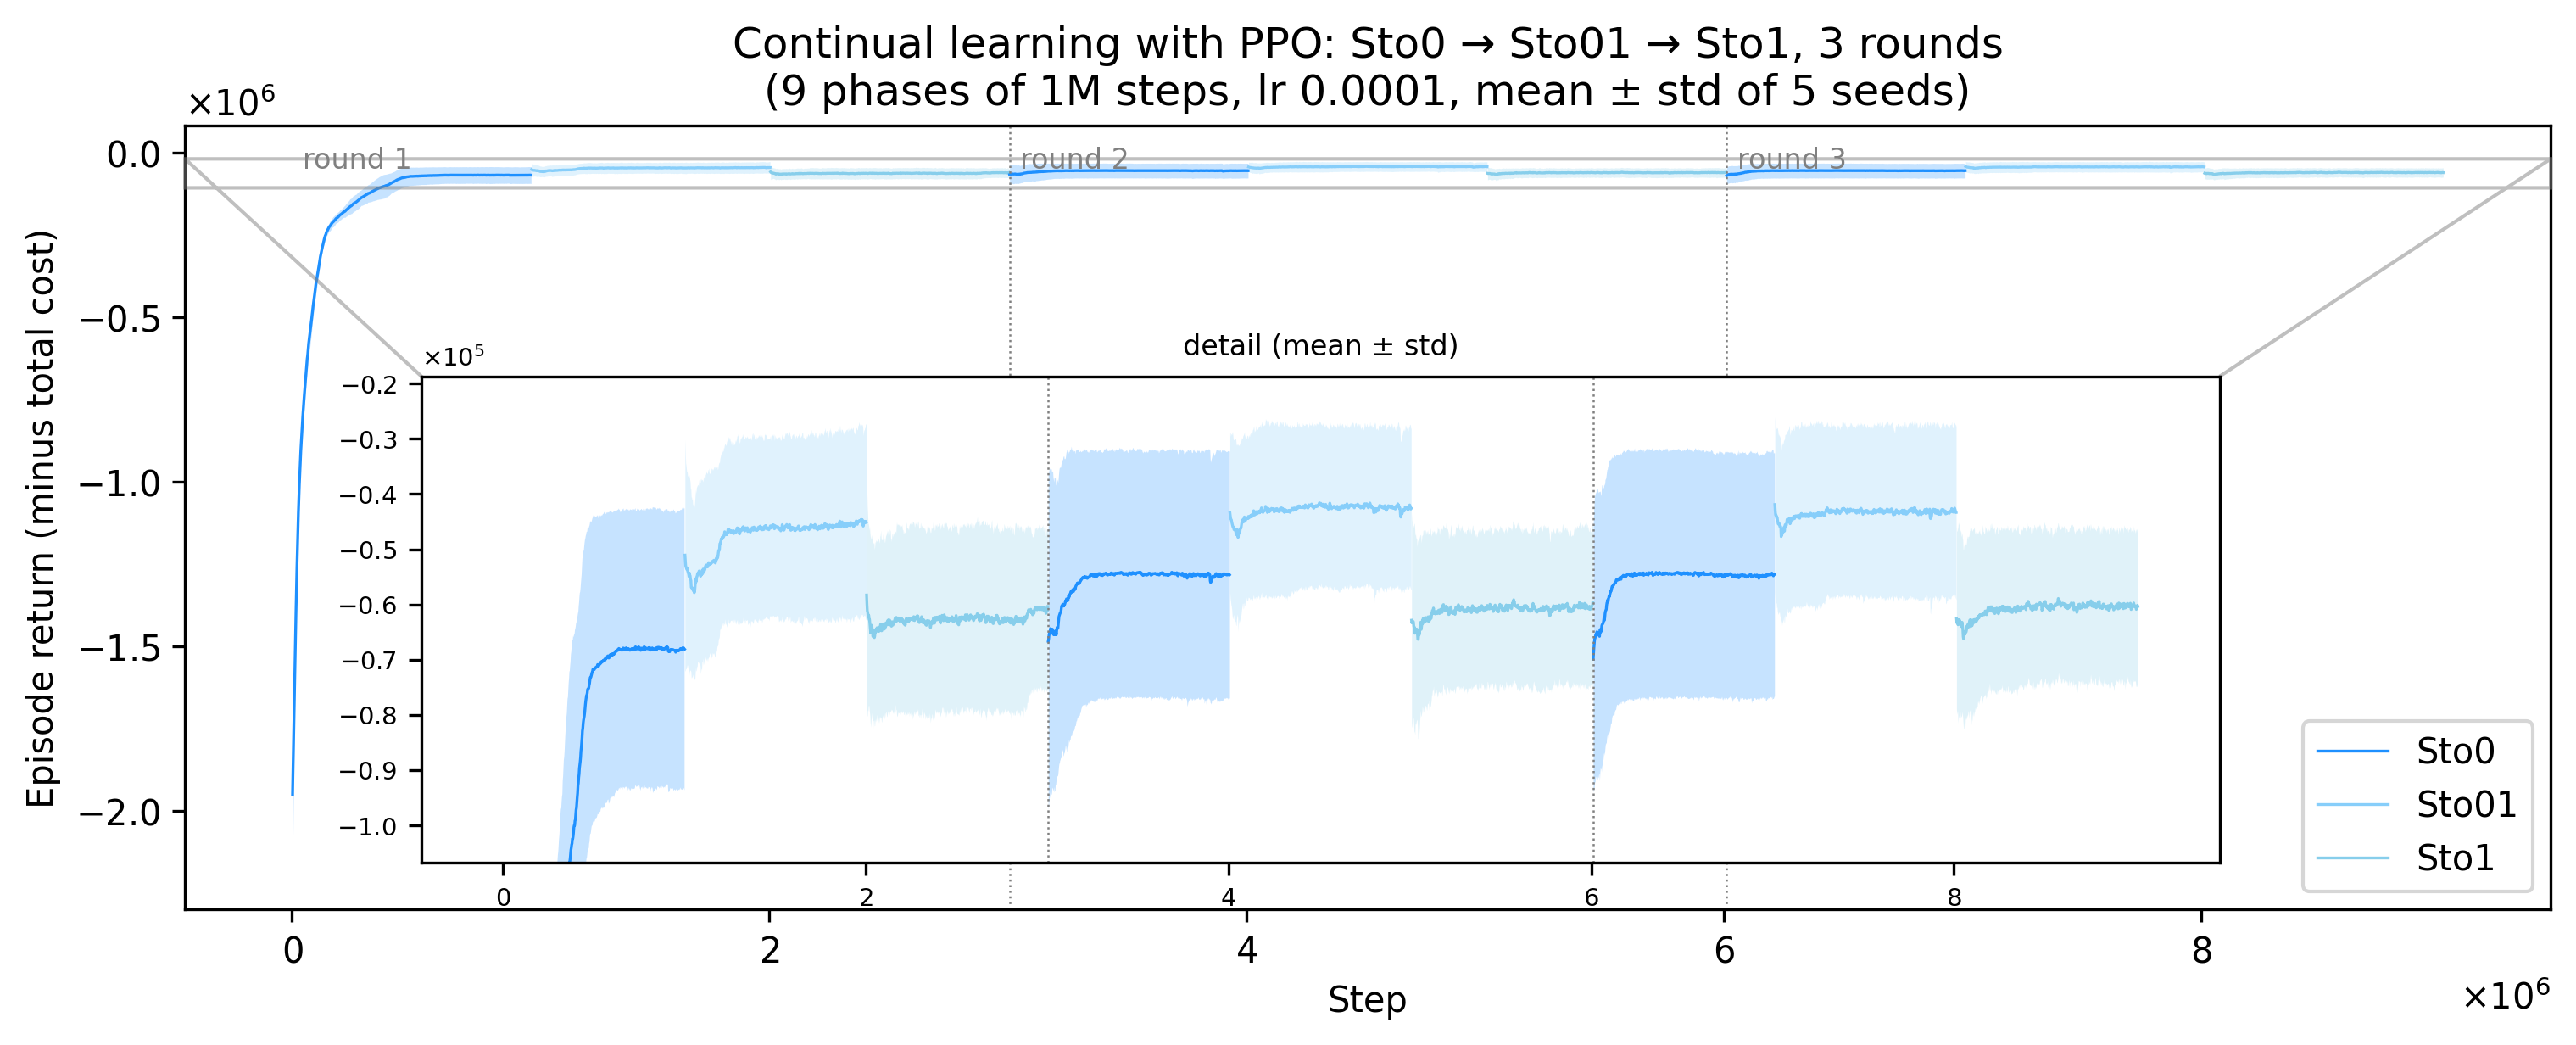 Continual learning with PPO: Sto0 → Sto01 → Sto1, 3 rounds
(9 phases of 1M steps, lr 0.0001, mean ± std of 5 seeds)
×10⁶
round 1
round 2
round 3
0.0
−0.5
−1.0
−1.5
−2.0
Episode return (minus total cost)
detail (mean ± std)
×10⁵
−0.2
−0.3
−0.4
−0.5
−0.6
−0.7
−0.8
−0.9
−1.0
0 2 4 6 8
Sto0
Sto01
Sto1
0 2 4 6 8
Step
×10⁶